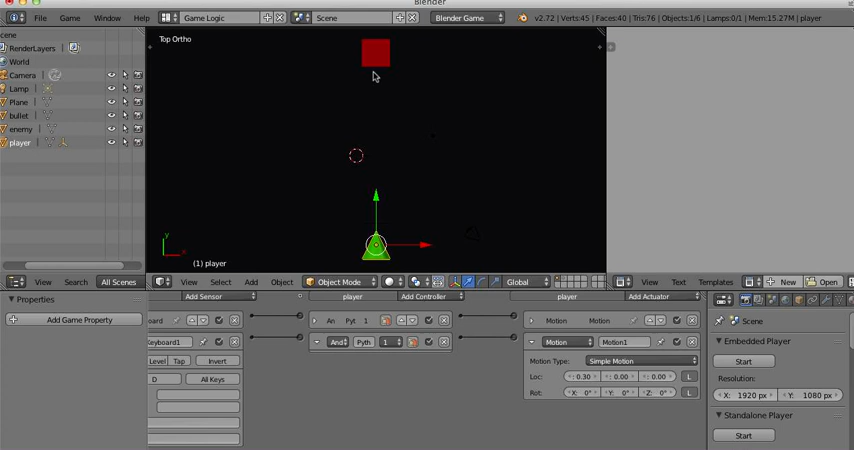 Blender
File Game Window Help Game Logic Scene Blender Game v2.72 | Verts:45 | Faces:40 | Tris:76 | Objects:1/6 | Lamps:0/1 | Mem:15.27M | player
cene
RenderLayers
World
Camera
Lamp
Plane
bullet
enemy
player
Top Ortho
y
x
(1) player
View Search All Scenes
View Select Add Object Object Mode Global
View Text Templates New Open
Properties
Add Game Property
Add Sensor player Add Controller player Add Actuator
oard An Pyt 1 Motion Motion
Keyboard1 And Pyth 1 Motion Motion1
Level Tap Invert
D All Keys
Motion Type: Simple Motion
Loc: 0.30 0.00 0.00 L
Rot: X: 0° Y: 0° Z: 0° L
Scene
Embedded Player
Start
Resolution:
X: 1920 px Y: 1080 px
Standalone Player
Start